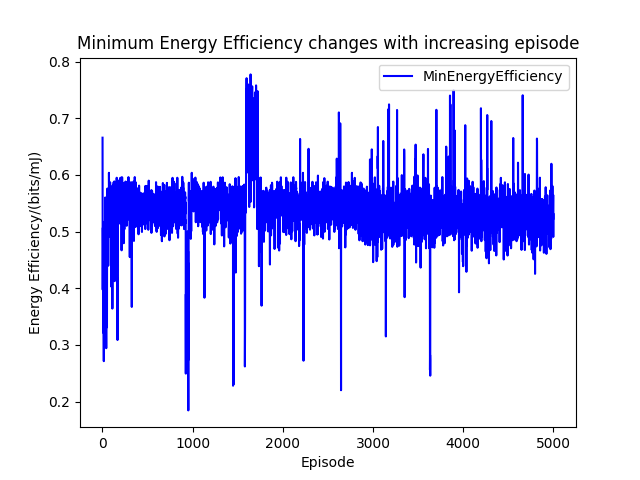 Minimum Energy Efficiency changes with increasing episode
MinEnergyEfficiency
Energy Efficiency/(bits/mJ)
0.8
0.7
0.6
0.5
0.4
0.3
0.2
0 1000 2000 3000 4000 5000
Episode